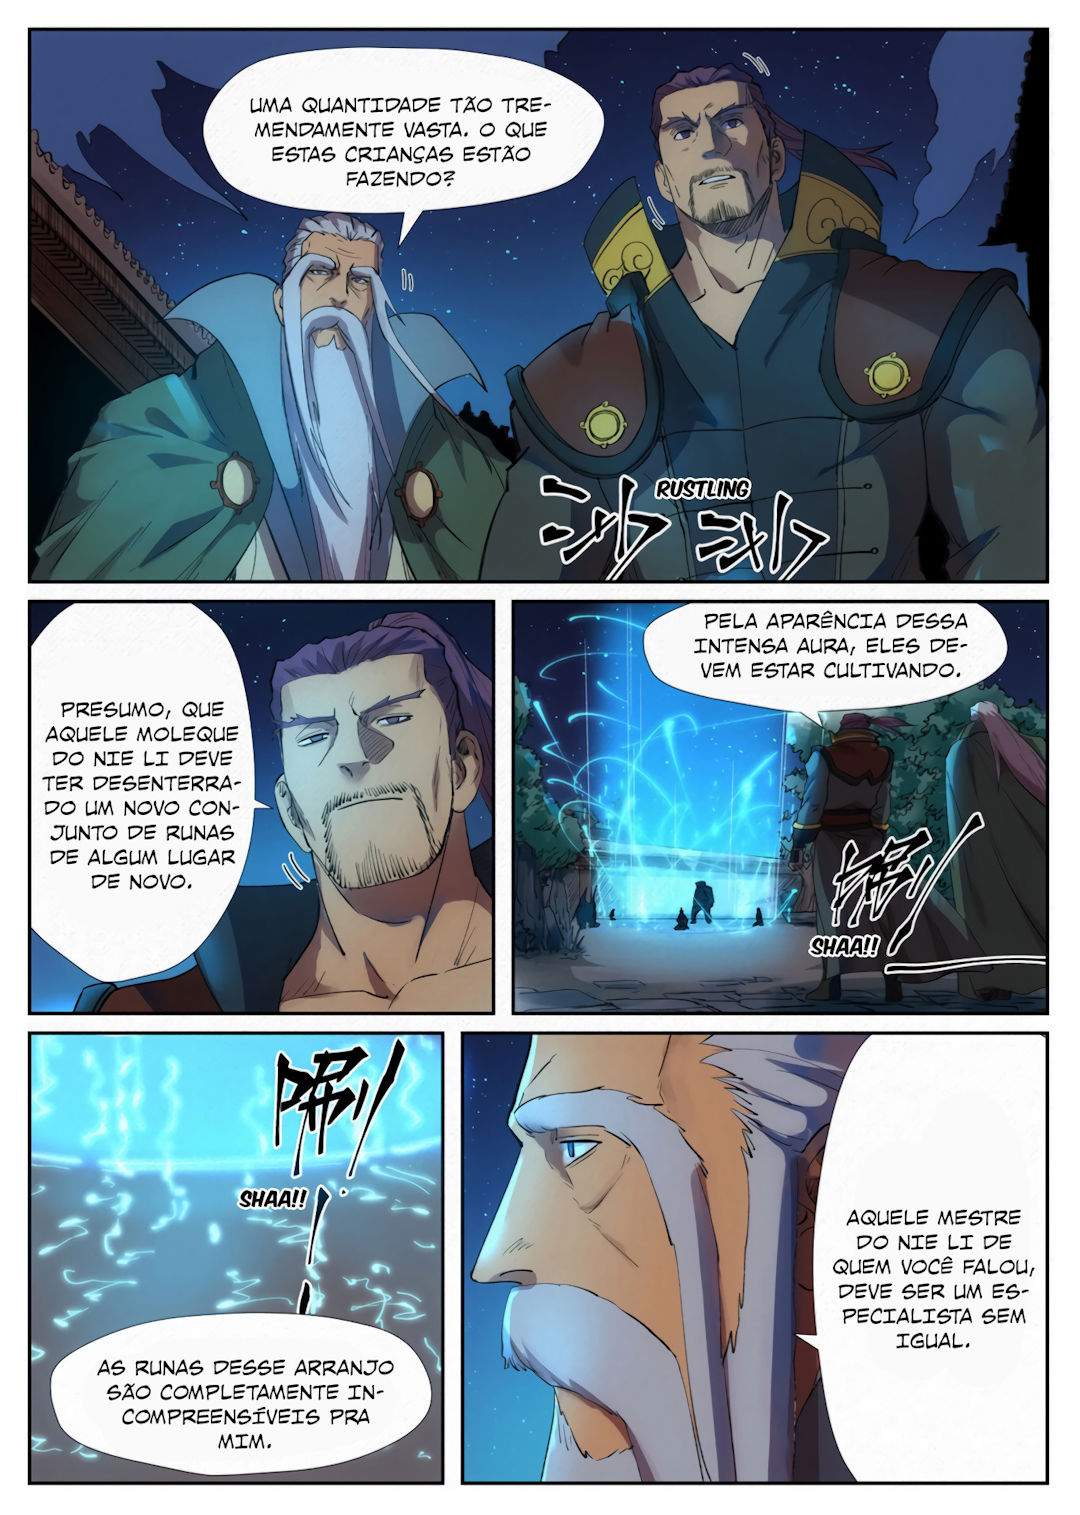 UMA QUANTIDADE TÃO TRE-
MENDAMENTE VASTA. O QUE
ESTAS CRIANÇAS ESTÃO
FAZENDO?
RUSTLING
PRESUMO, QUE
AQUELE MOLEQUE
DO NIE LI DEVE
TER DESENTERRA-
DO UM NOVO CON-
JUNTO DE RUNAS
DE ALGUM LUGAR
DE NOVO.
PELA APARÊNCIA DESSA
INTENSA AURA, ELES DE-
VEM ESTAR CULTIVANDO.
SHAA!!
唰
SHAA!!
唰
AS RUNAS DESSE ARRANJO
SÃO COMPLETAMENTE IN-
COMPREENSÍVEIS PRA
MIM.
AQUELE MESTRE
DO NIE LI DE
QUEM VOCÊ FALOU,
DEVE SER UM ES-
PECIALISTA SEM
IGUAL.